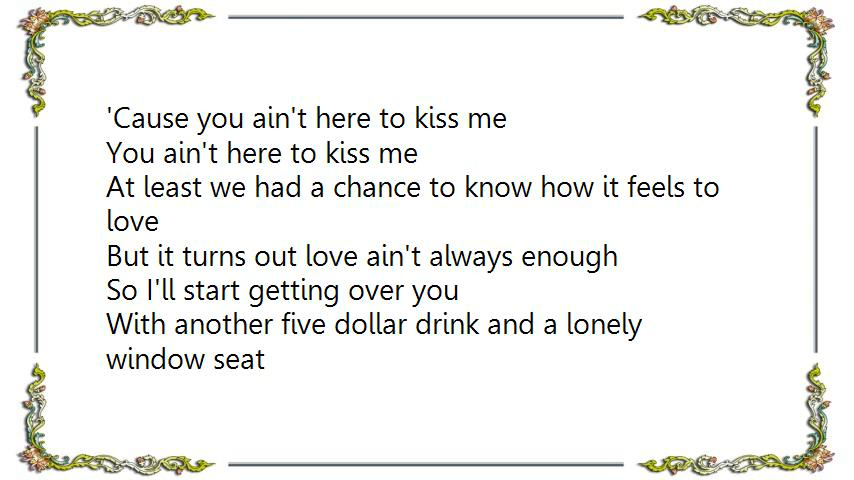 'Cause you ain't here to kiss me
You ain't here to kiss me
At least we had a chance to know how it feels to
love
But it turns out love ain't always enough
So I'll start getting over you
With another five dollar drink and a lonely
window seat